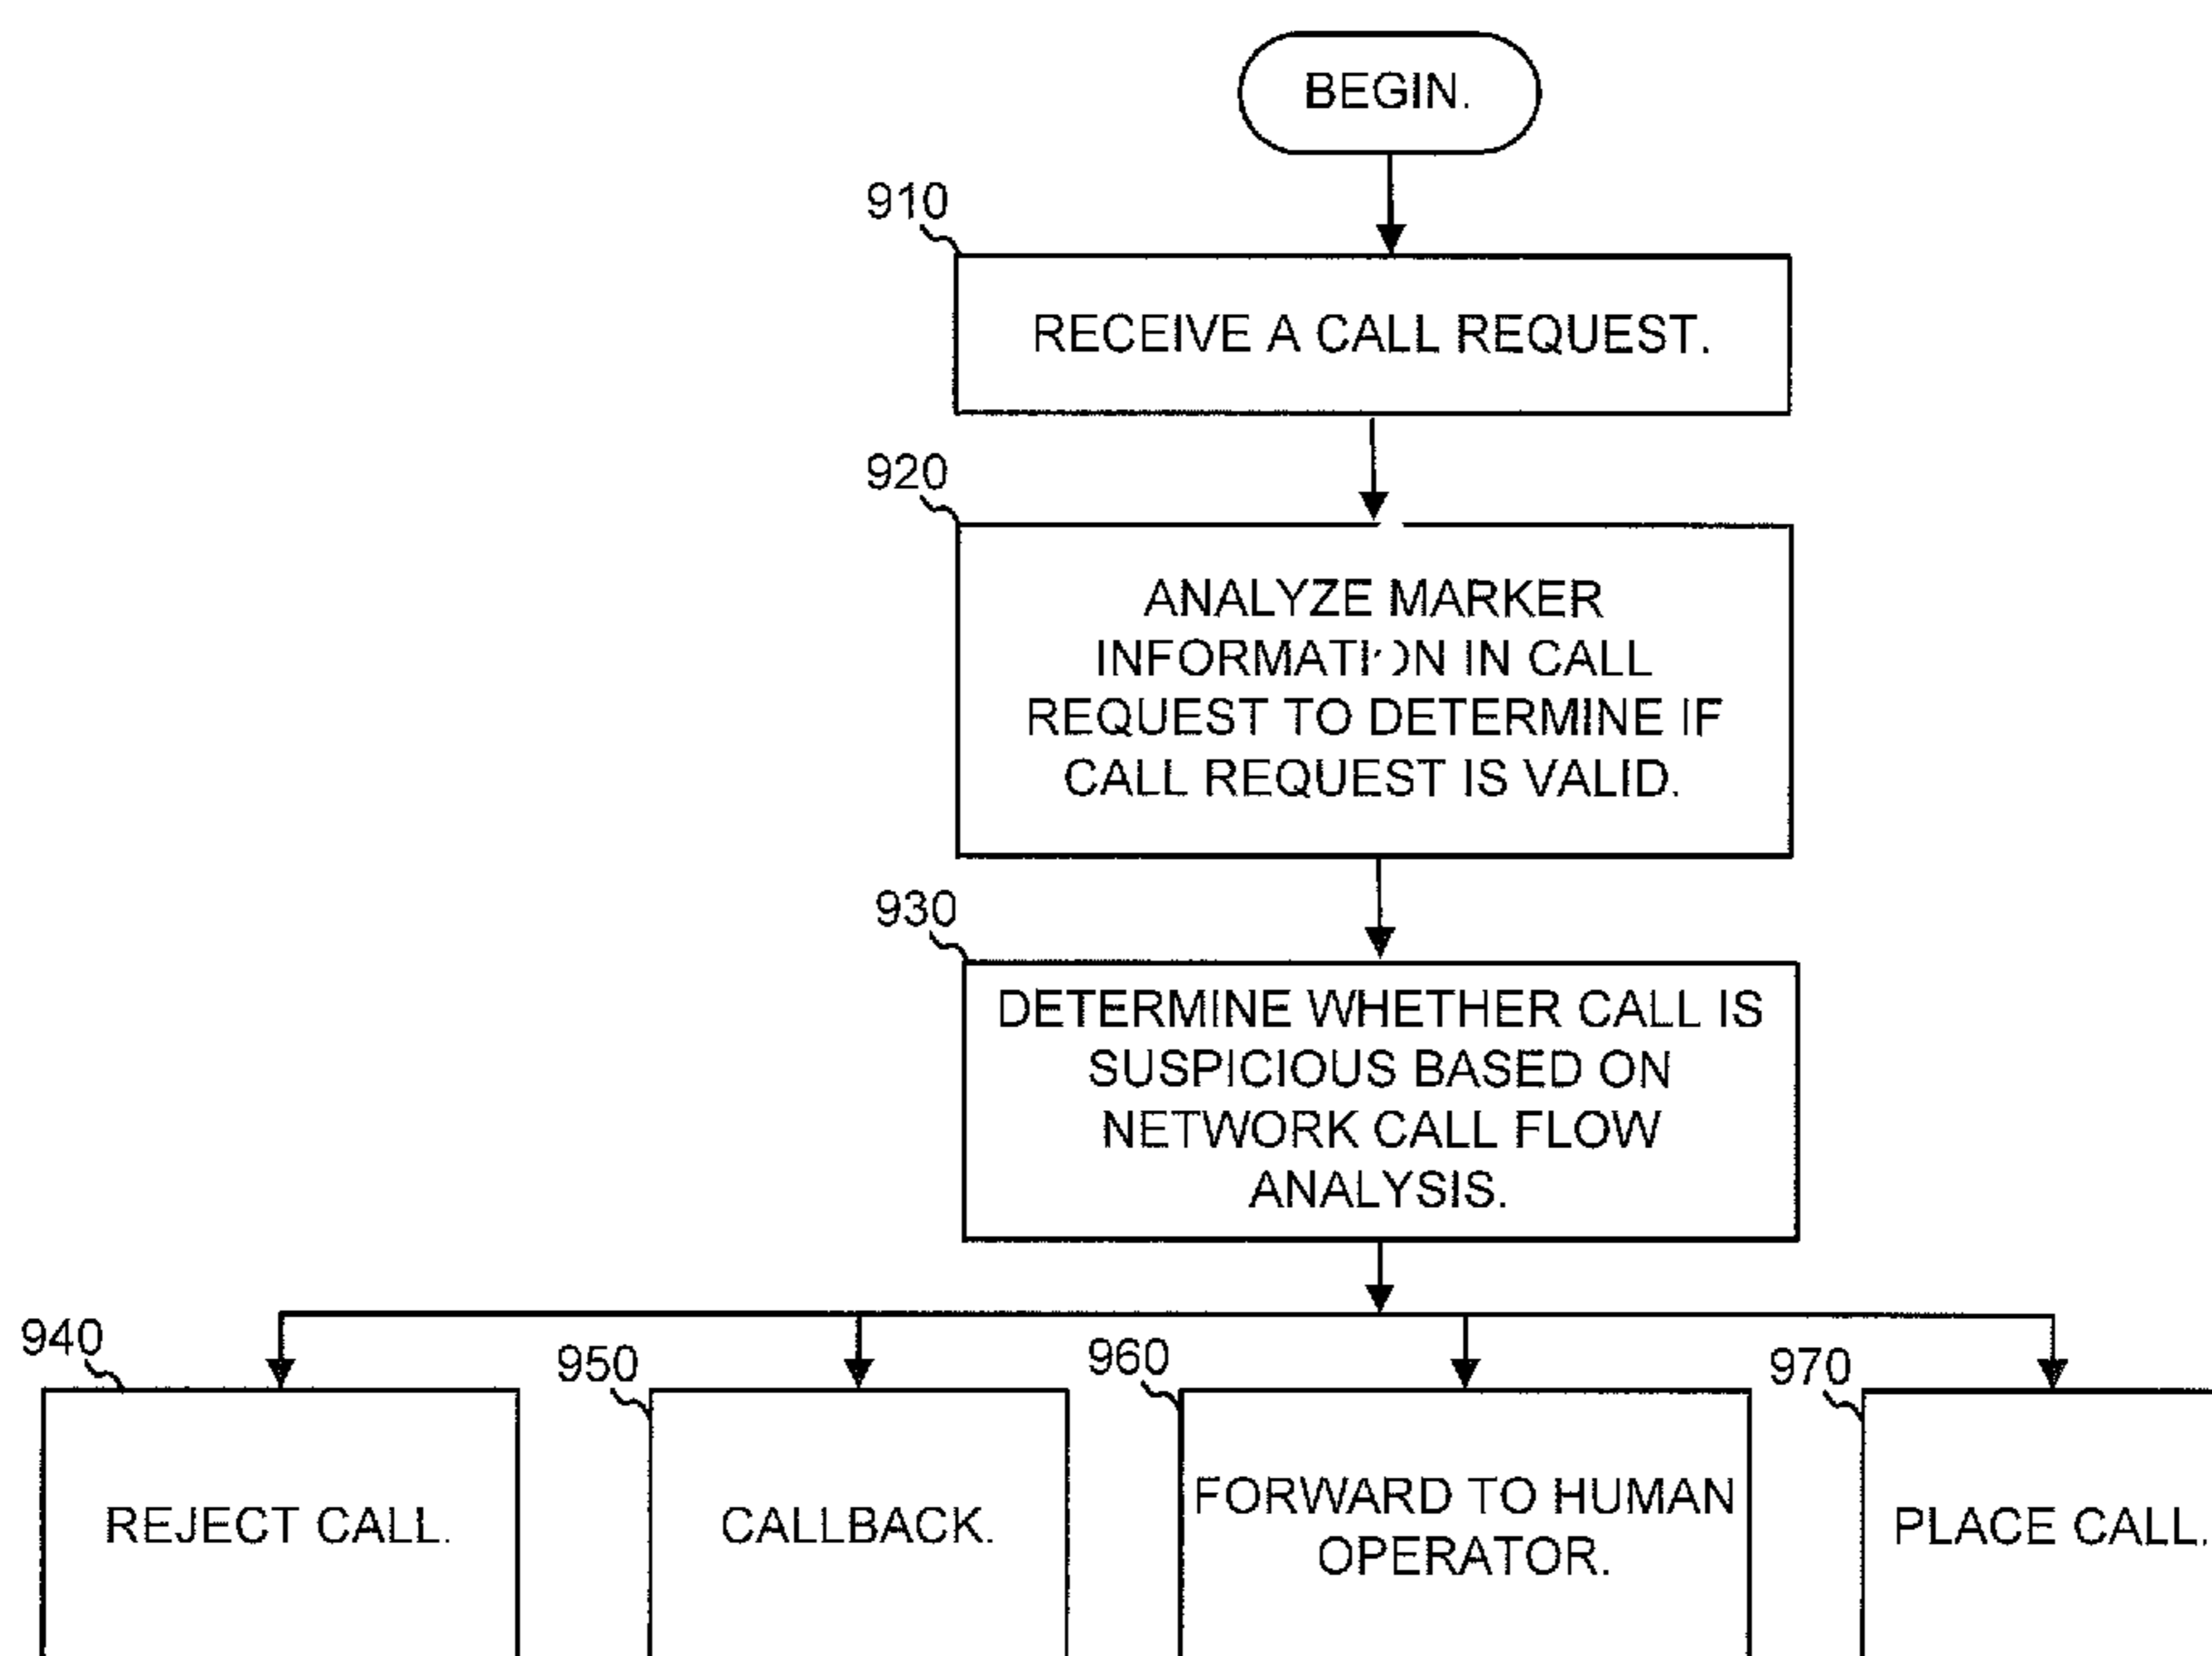 BEGIN.
910
RECEIVE A CALL REQUEST.
920
ANALYZE MARKER
INFORMATION IN CALL
REQUEST TO DETERMINE IF
CALL REQUEST IS VALID.
930
DETERMINE WHETHER CALL IS
SUSPICIOUS BASED ON
NETWORK CALL FLOW
ANALYSIS.
940
REJECT CALL.
950
CALLBACK.
960
FORWARD TO HUMAN
OPERATOR.
970
PLACE CALL.